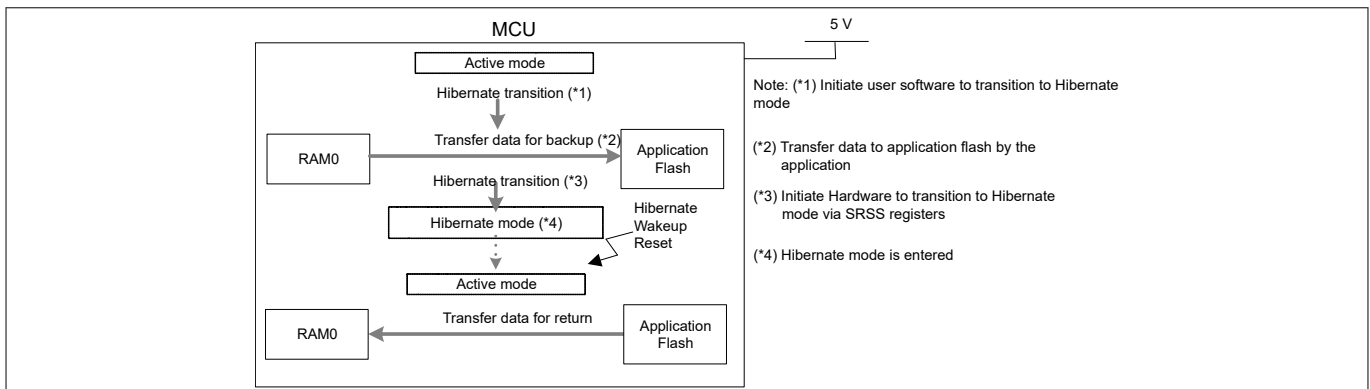 MCU
5 V
Active mode
Hibernate transition (*1)
Transfer data for backup (*2)
RAM0
Application
Flash
Hibernate transition (*3)
Hibernate mode (*4)
Hibernate
Wakeup
Reset
Active mode
Transfer data for return
RAM0
Application
Flash
Note: (*1) Initiate user software to transition to Hibernate
mode
(*2) Transfer data to application flash by the
application
(*3) Initiate Hardware to transition to Hibernate
mode via SRSS registers
(*4) Hibernate mode is entered